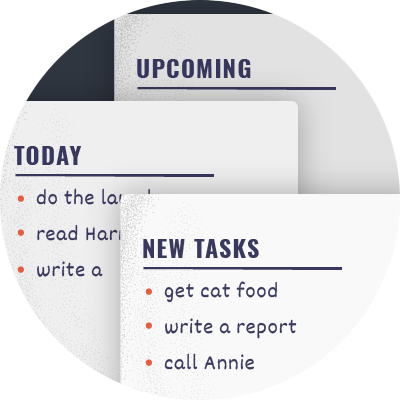 UPCOMING
TODAY
do the
read
write a
NEW TASKS
get cat food
write a report
call Annie